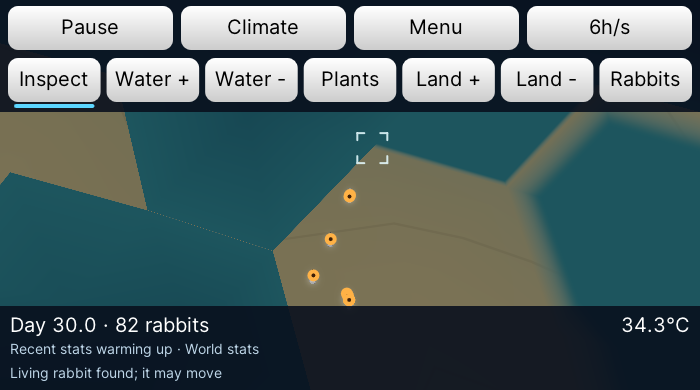 Pause Climate Menu 6h/s
Inspect Water + Water - Plants Land + Land - Rabbits
Day 30.0 · 82 rabbits 34.3°C
Recent stats warming up · World stats
Living rabbit found; it may move